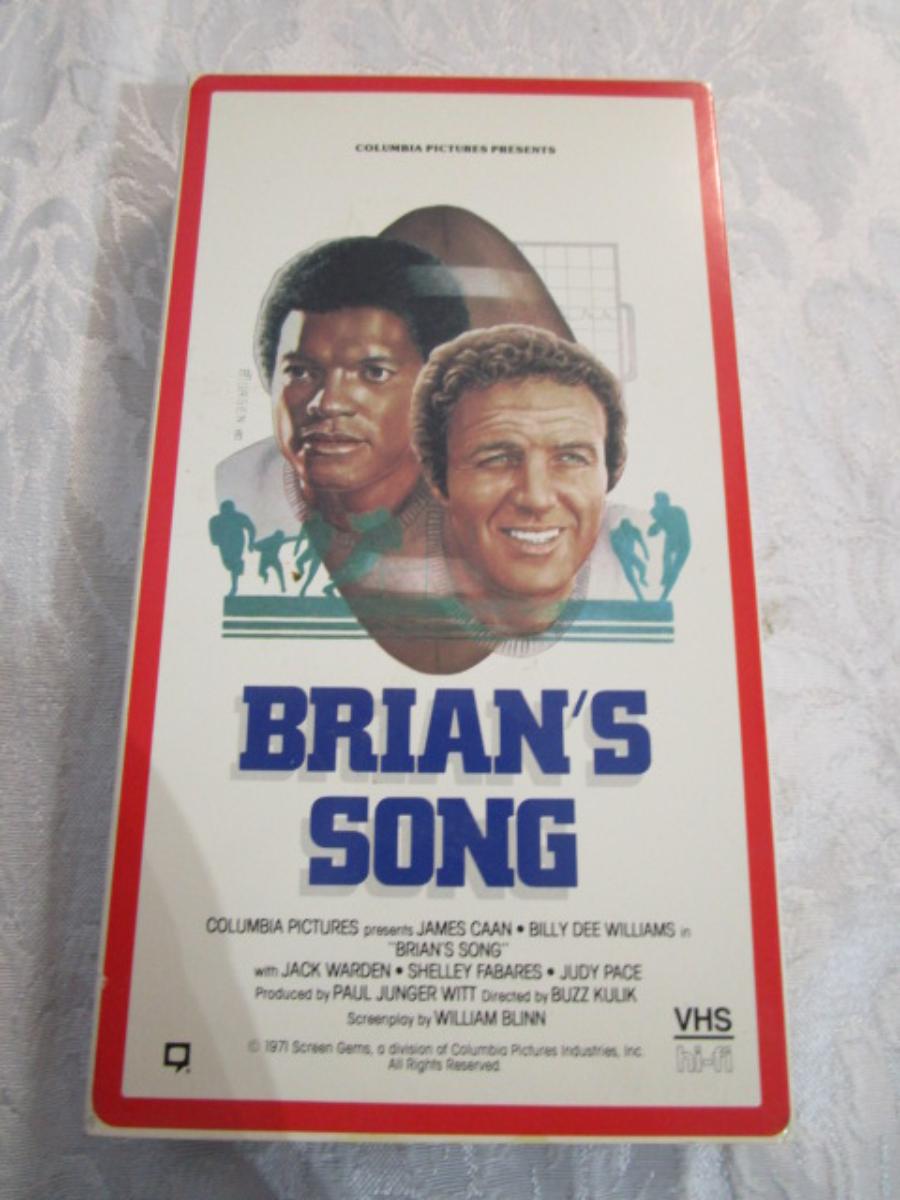 COLUMBIA PICTURES PRESENTS
BRIAN'S
SONG
COLUMBIA PICTURES presents JAMES CAAN • BILLY DEE WILLIAMS in
"BRIAN'S SONG"
with JACK WARDEN • SHELLEY FABARES • JUDY PACE
Produced by PAUL JUNGER WITT Directed by BUZZ KULIK
Screenplay by WILLIAM BLINN
© 1971 Screen Gems, a division of Columbia Pictures Industries, Inc.
All Rights Reserved.
VHS
hi-fi